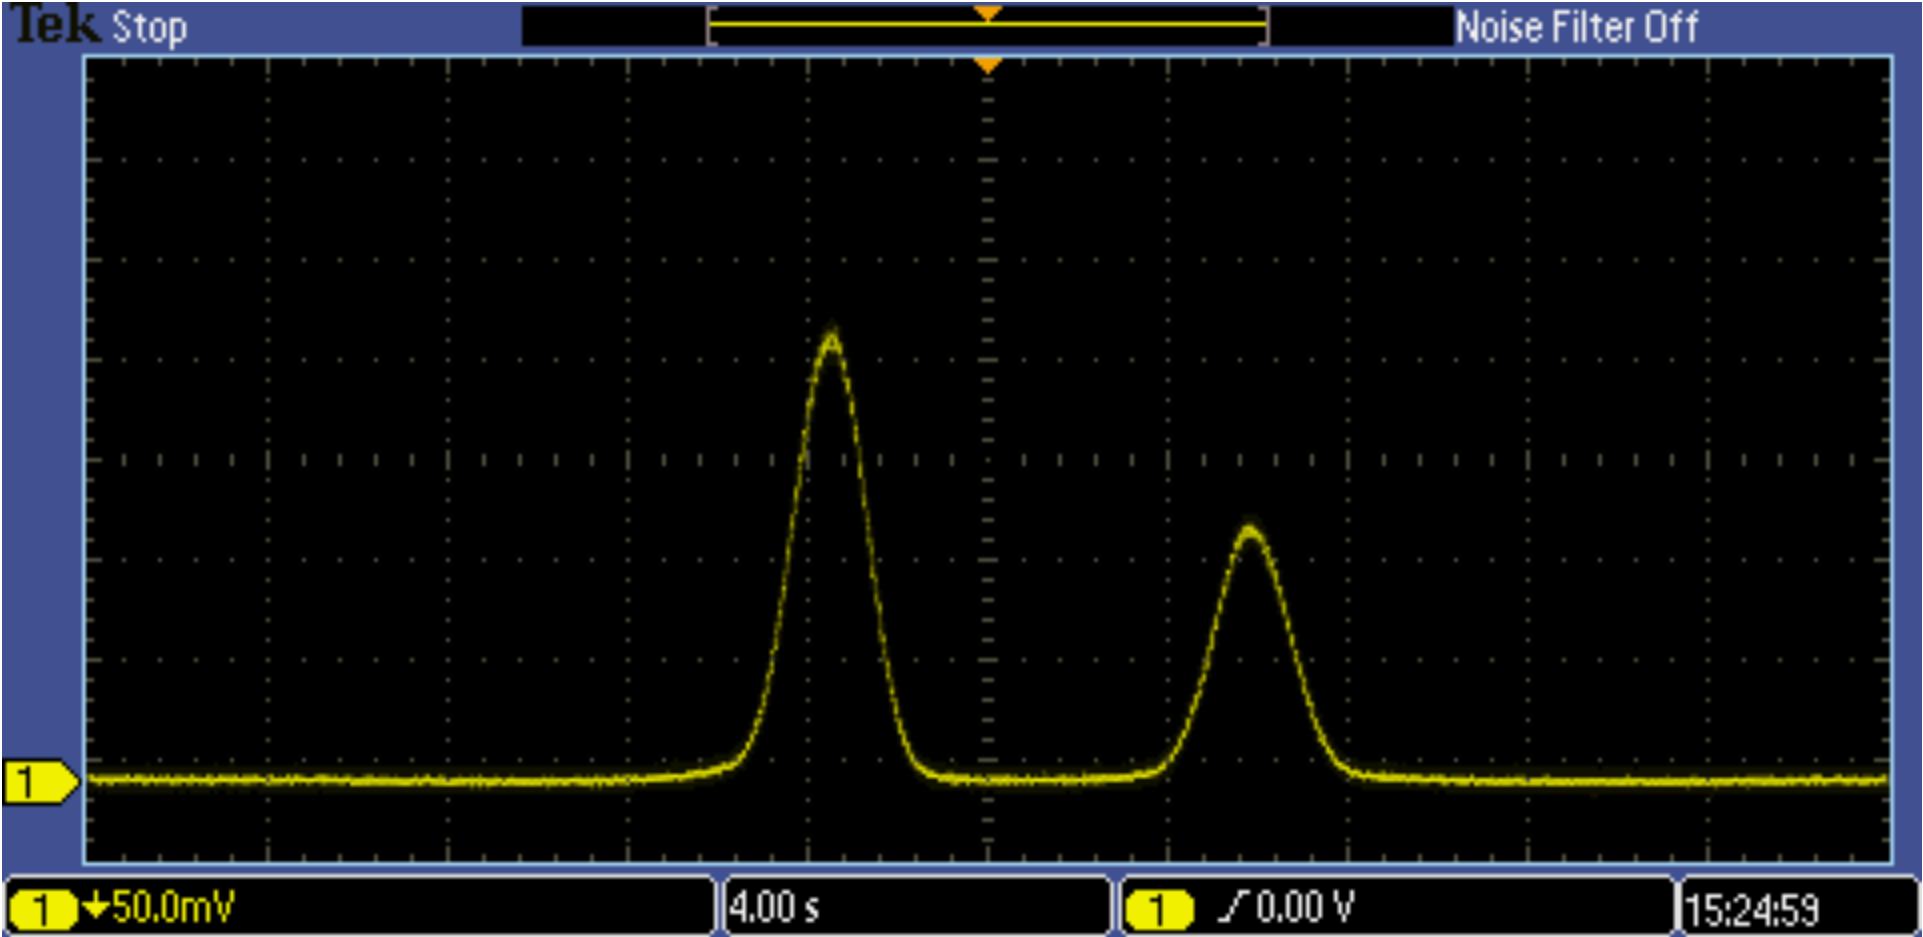 Tek Stop
Noise Filter Off
1
1 50.0mV
4.00 s
1 0.00 V
15:24:59